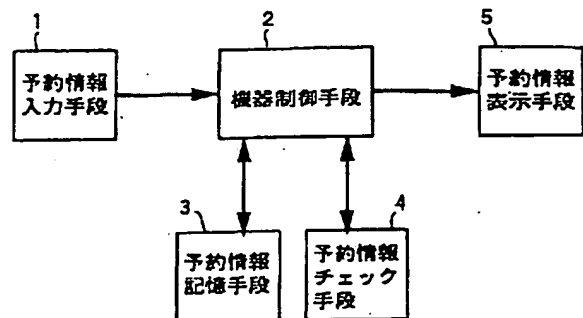 1
予約情報
入力手段
2
機器制御手段
5
予約情報
表示手段
3
予約情報
記憶手段
4
予約情報
チェック
手段